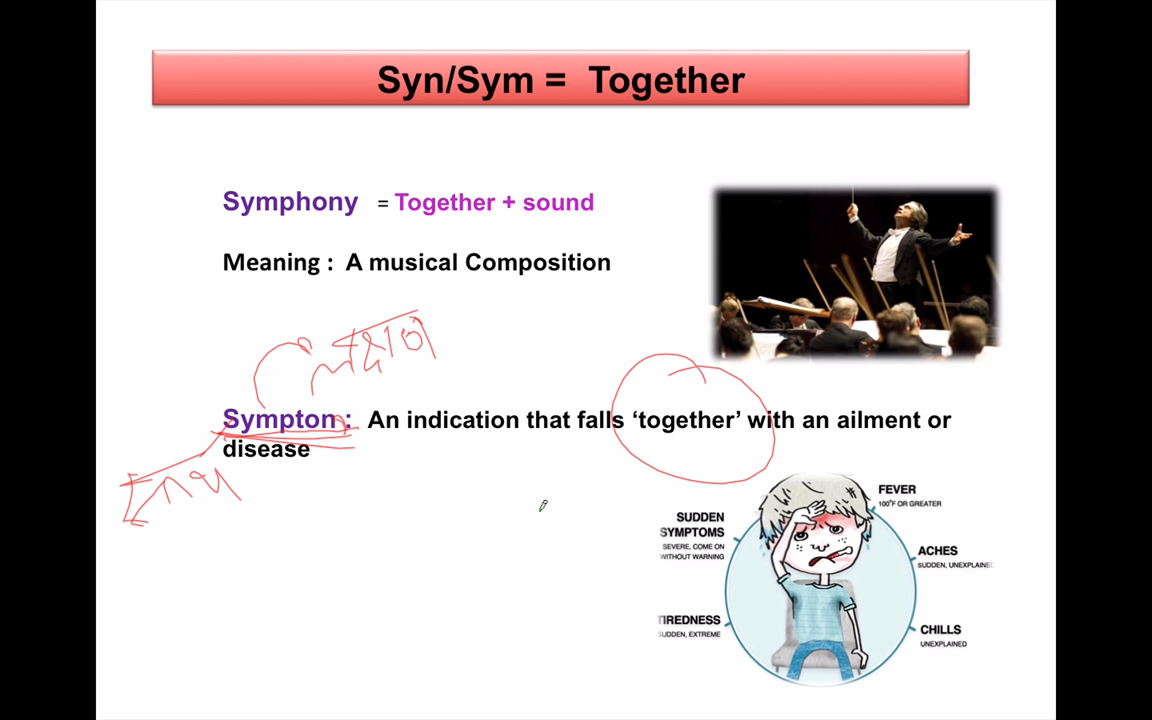 Syn/Sym = Together
Symphony = Together + sound
Meaning : A musical Composition
Sympton : An indication that falls ‘together’ with an ailment or
disease
FEVER
100°F OR GREATER
SUDDEN
SYMPTOMS
SEVERE, COME ON
WITHOUT WARNING
ACHES
SUDDEN, UNEXPLAINED
TIREDNESS
SUDDEN, EXTREME
CHILLS
UNEXPLAINED